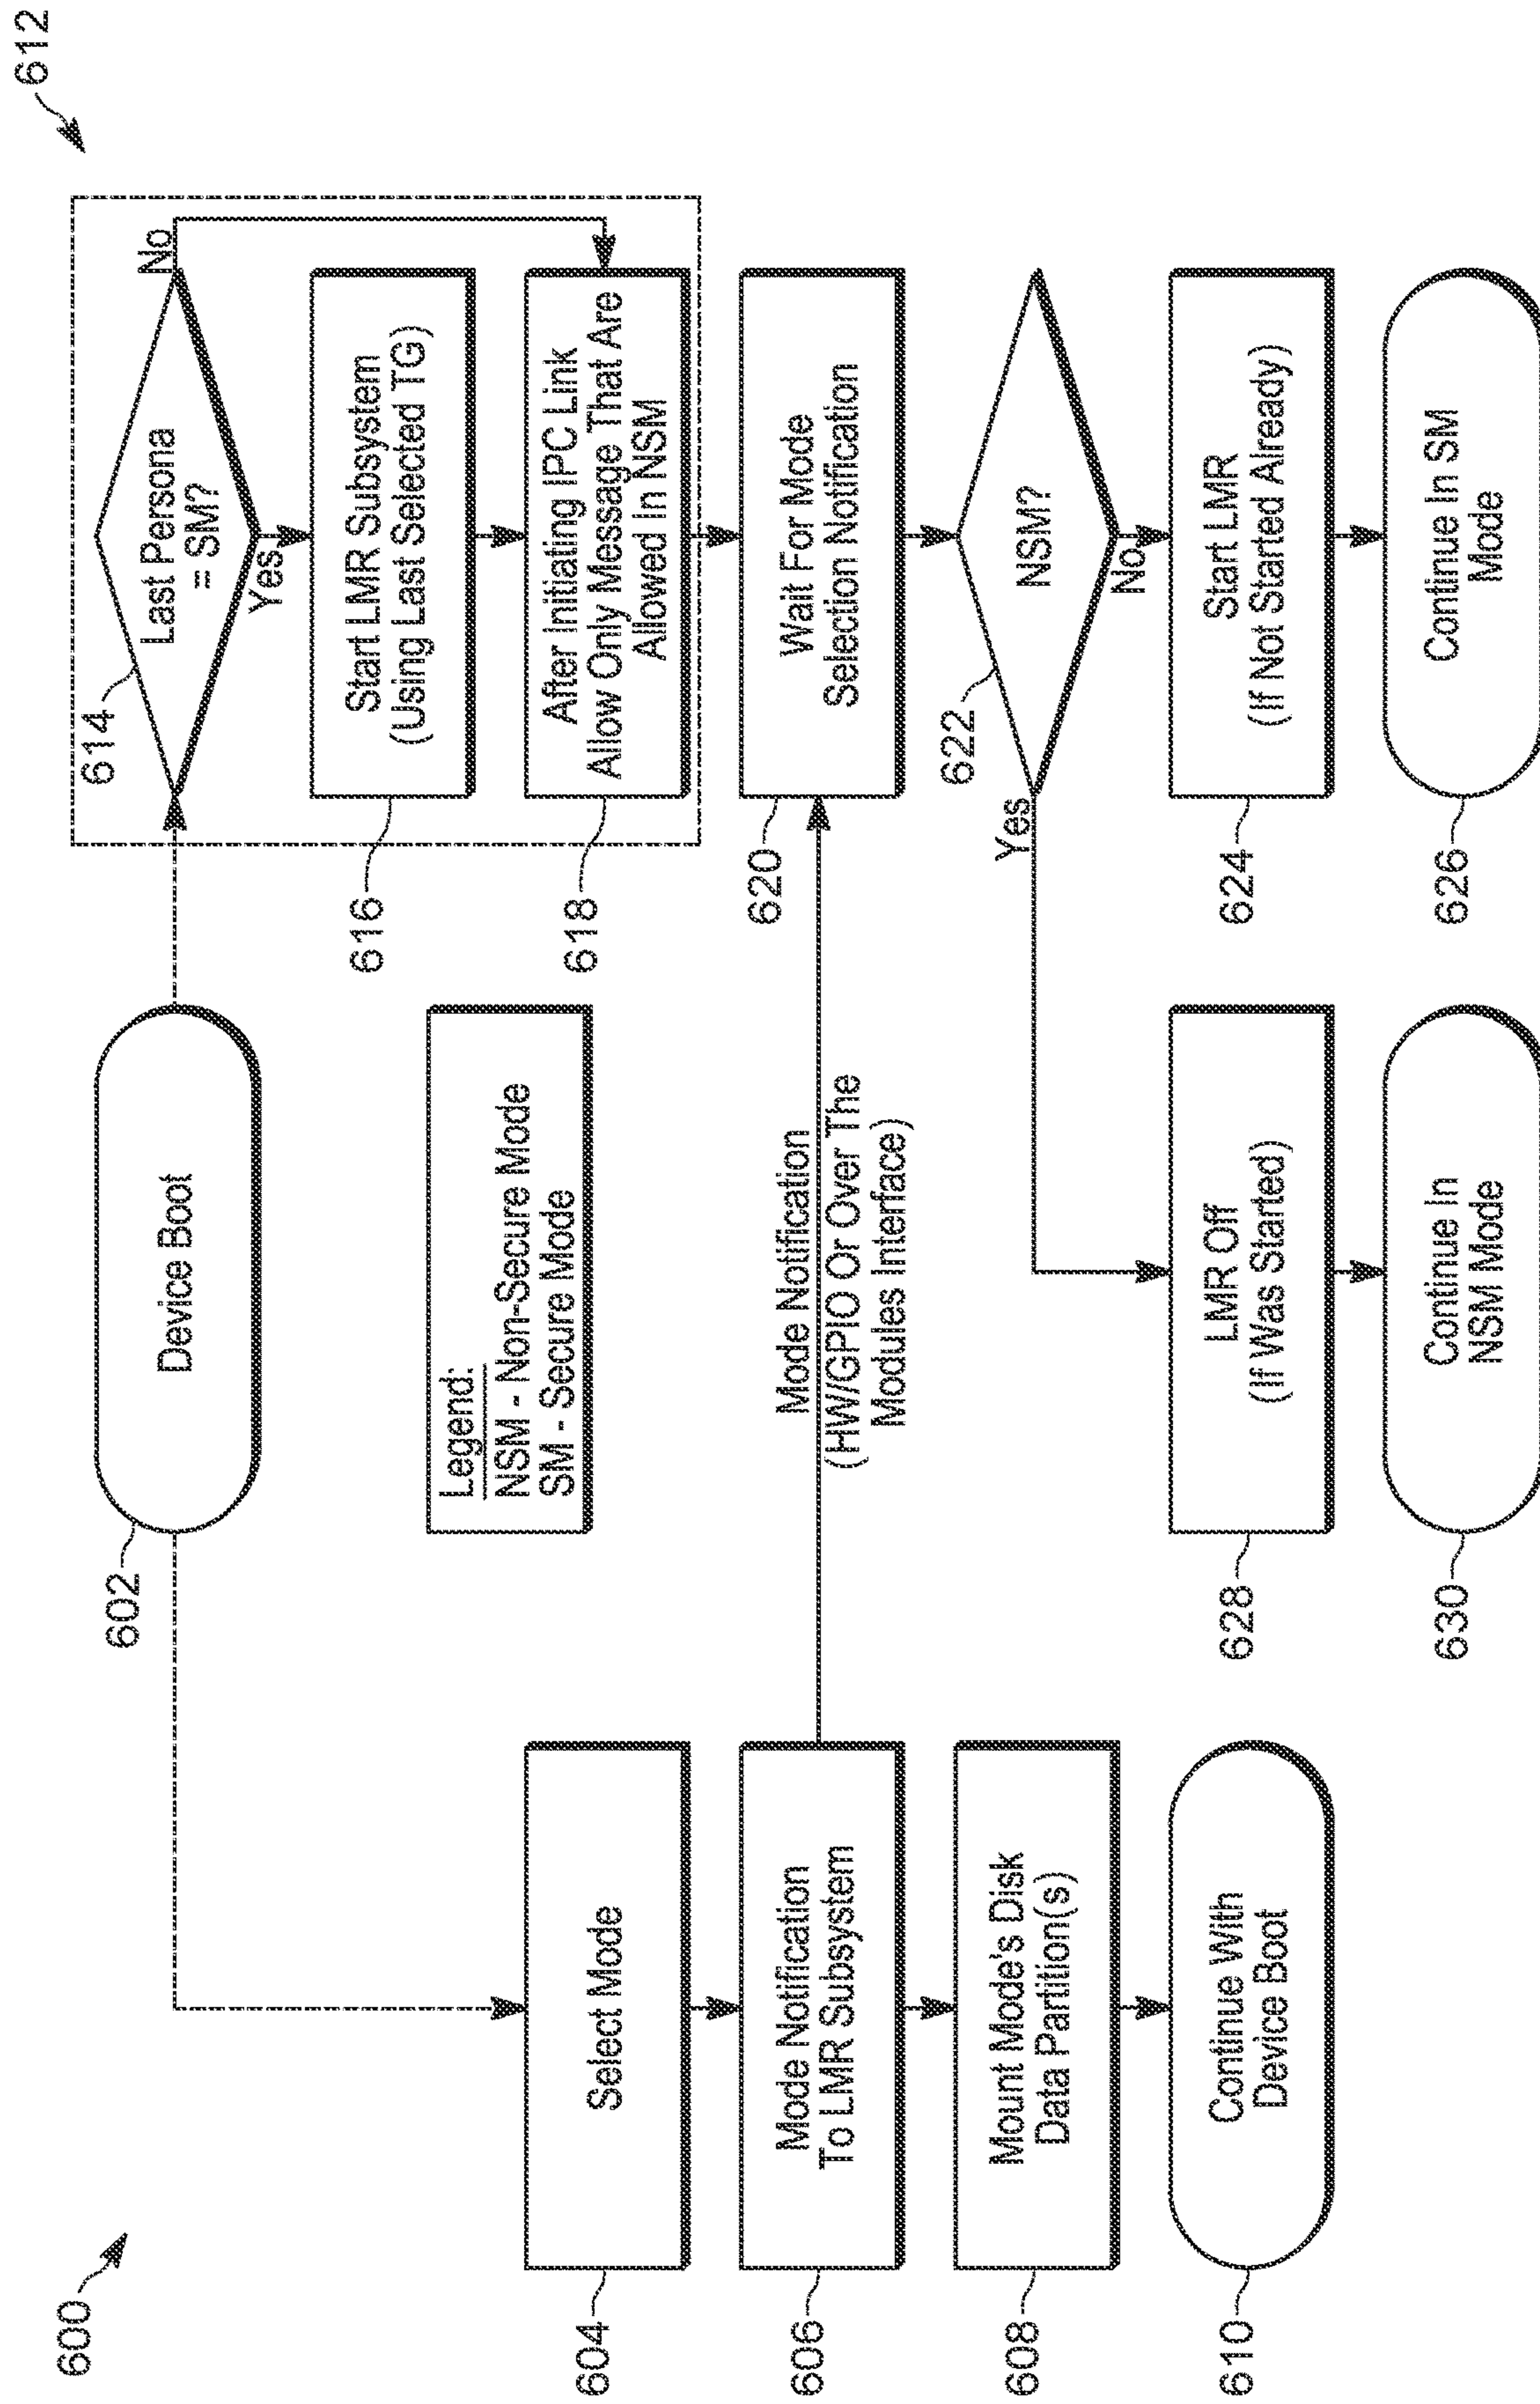 600
612
602
Device Boot
614
Last Persona
= SM?
No
Yes
616
Start LMR Subsystem
(Using Last Selected TG)
Legend:
NSM - Non-Secure Mode
SM - Secure Mode
604
Select Mode
618
After Initiating IPC Link
Allow Only Message That Are
Allowed In NSM
606
Mode Notification
To LMR Subsystem
Mode Notification
(HW/GPIO Or Over The
Modules Interface)
620
Wait For Mode
Selection Notification
608
Mount Mode's Disk
Data Partition(s)
622
NSM?
Yes
No
610
Continue With
Device Boot
628
LMR Off
(If Was Started)
624
Start LMR
(If Not Started Already)
630
Continue In
NSM Mode
626
Continue In SM
Mode